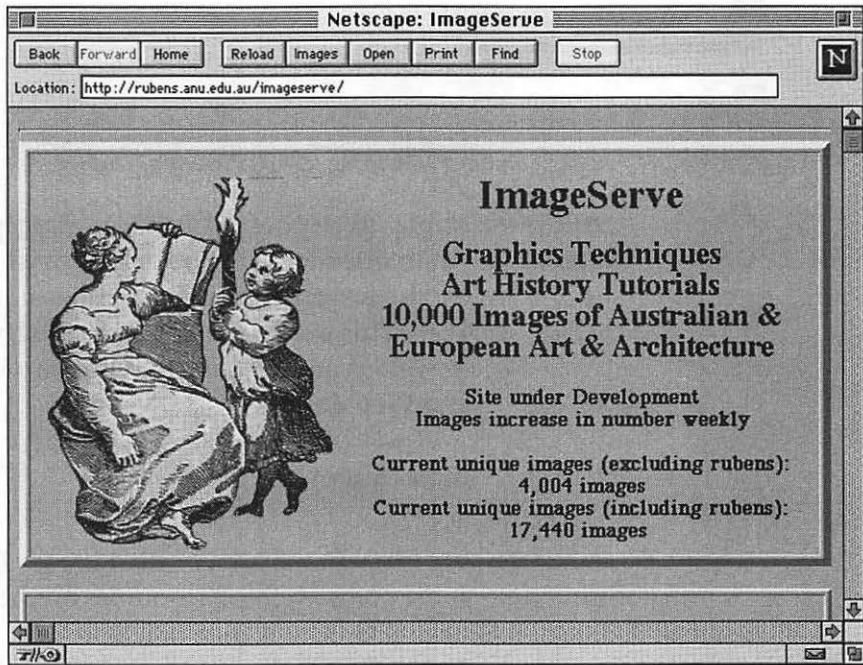 Netscape: ImageServe
Back Forward Home Reload Images Open Print Find Stop
N
Location: http://rubens.anu.edu.au/imageserve/
ImageServe
Graphics Techniques
Art History Tutorials
10,000 Images of Australian &
European Art & Architecture
Site under Development
Images increase in number weekly
Current unique images (excluding rubens):
4,004 images
Current unique images (including rubens):
17,440 images